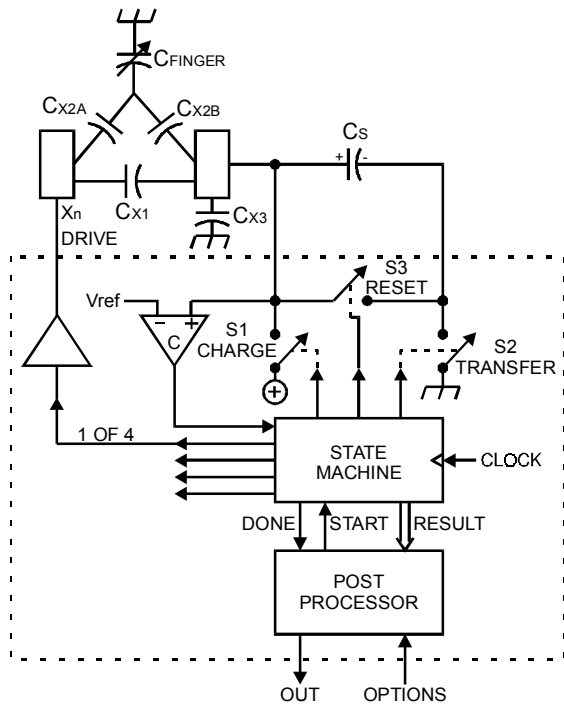 CFINGER
CX2A
CX2B
CS
+ -
CX1
Xn
CX3
DRIVE
S3
RESET
Vref
- +
C
S1
CHARGE
S2
TRANSFER
+
1 OF 4
STATE
MACHINE
CLOCK
DONE
START
RESULT
POST
PROCESSOR
OUT
OPTIONS